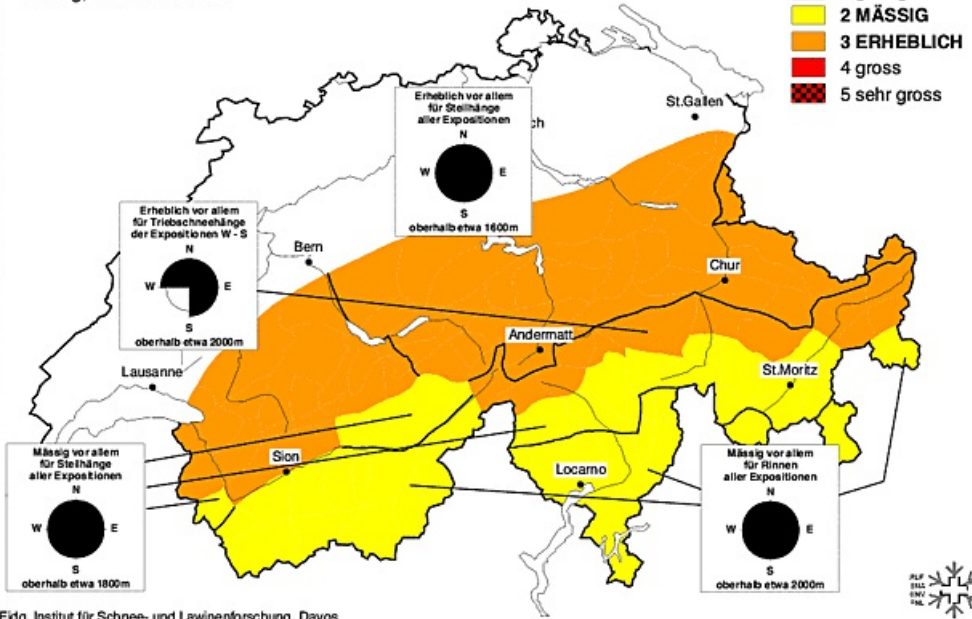 2 MÄSSIG
3 ERHEBLICH
4 gross
5 sehr gross
Erheblich vor allem
für Steilhänge
aller Expositionen
N
W E
S
oberhalb etwa 1600m
ch
St.Gallen
Erheblich vor allem
für Triebschneehänge
der Expositionen W - S
N
W E
S
oberhalb etwa 2000m
Bern
Chur
Andermatt
Lausanne
St.Moritz
Sion
Locarno
Mässig vor allem
für Steilhänge
aller Expositionen
N
W E
S
oberhalb etwa 1800m
Mässig vor allem
für Rinnen
aller Expositionen
N
W E
S
oberhalb etwa 2000m
Eidg. Institut für Schnee- und Lawinenforschung, Davos